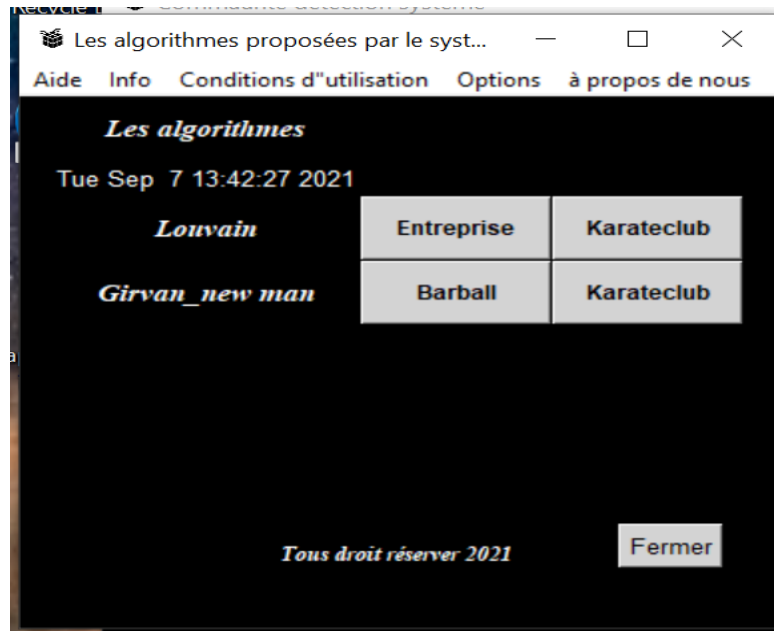 Les algorithmes proposées par le syst...
Aide Info Conditions d"utilisation Options à propos de nous
Les algorithmes
Tue Sep 7 13:42:27 2021
Louvain Entreprise Karateclub
Girvan_new man Barball Karateclub
Tous droit réserver 2021 Fermer